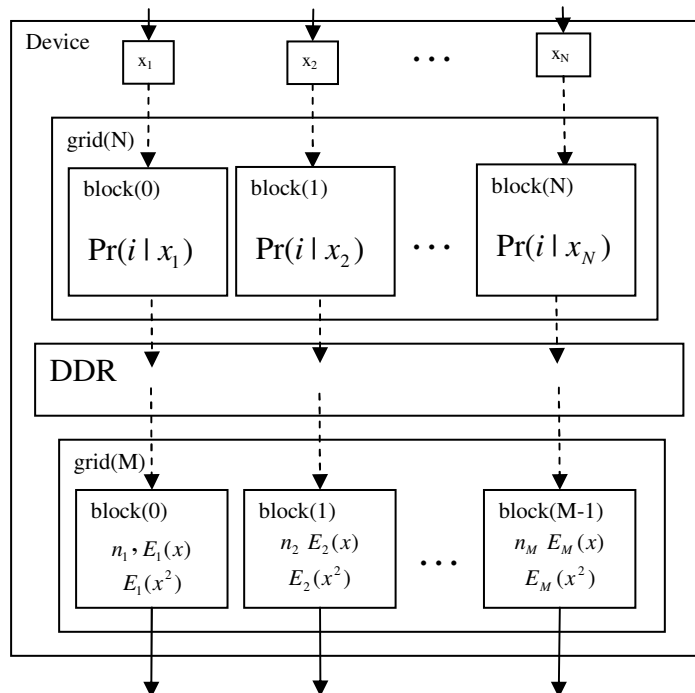 Device
x1 x2 ··· xN
grid(N)
block(0) block(1) block(N)
Pr(i | x1) Pr(i | x2) ··· Pr(i | xN)
DDR
grid(M)
block(0) block(1) block(M-1)
n1, E1(x) n2 E2(x) nM EM(x)
E1(x²) E2(x²) ··· EM(x²)